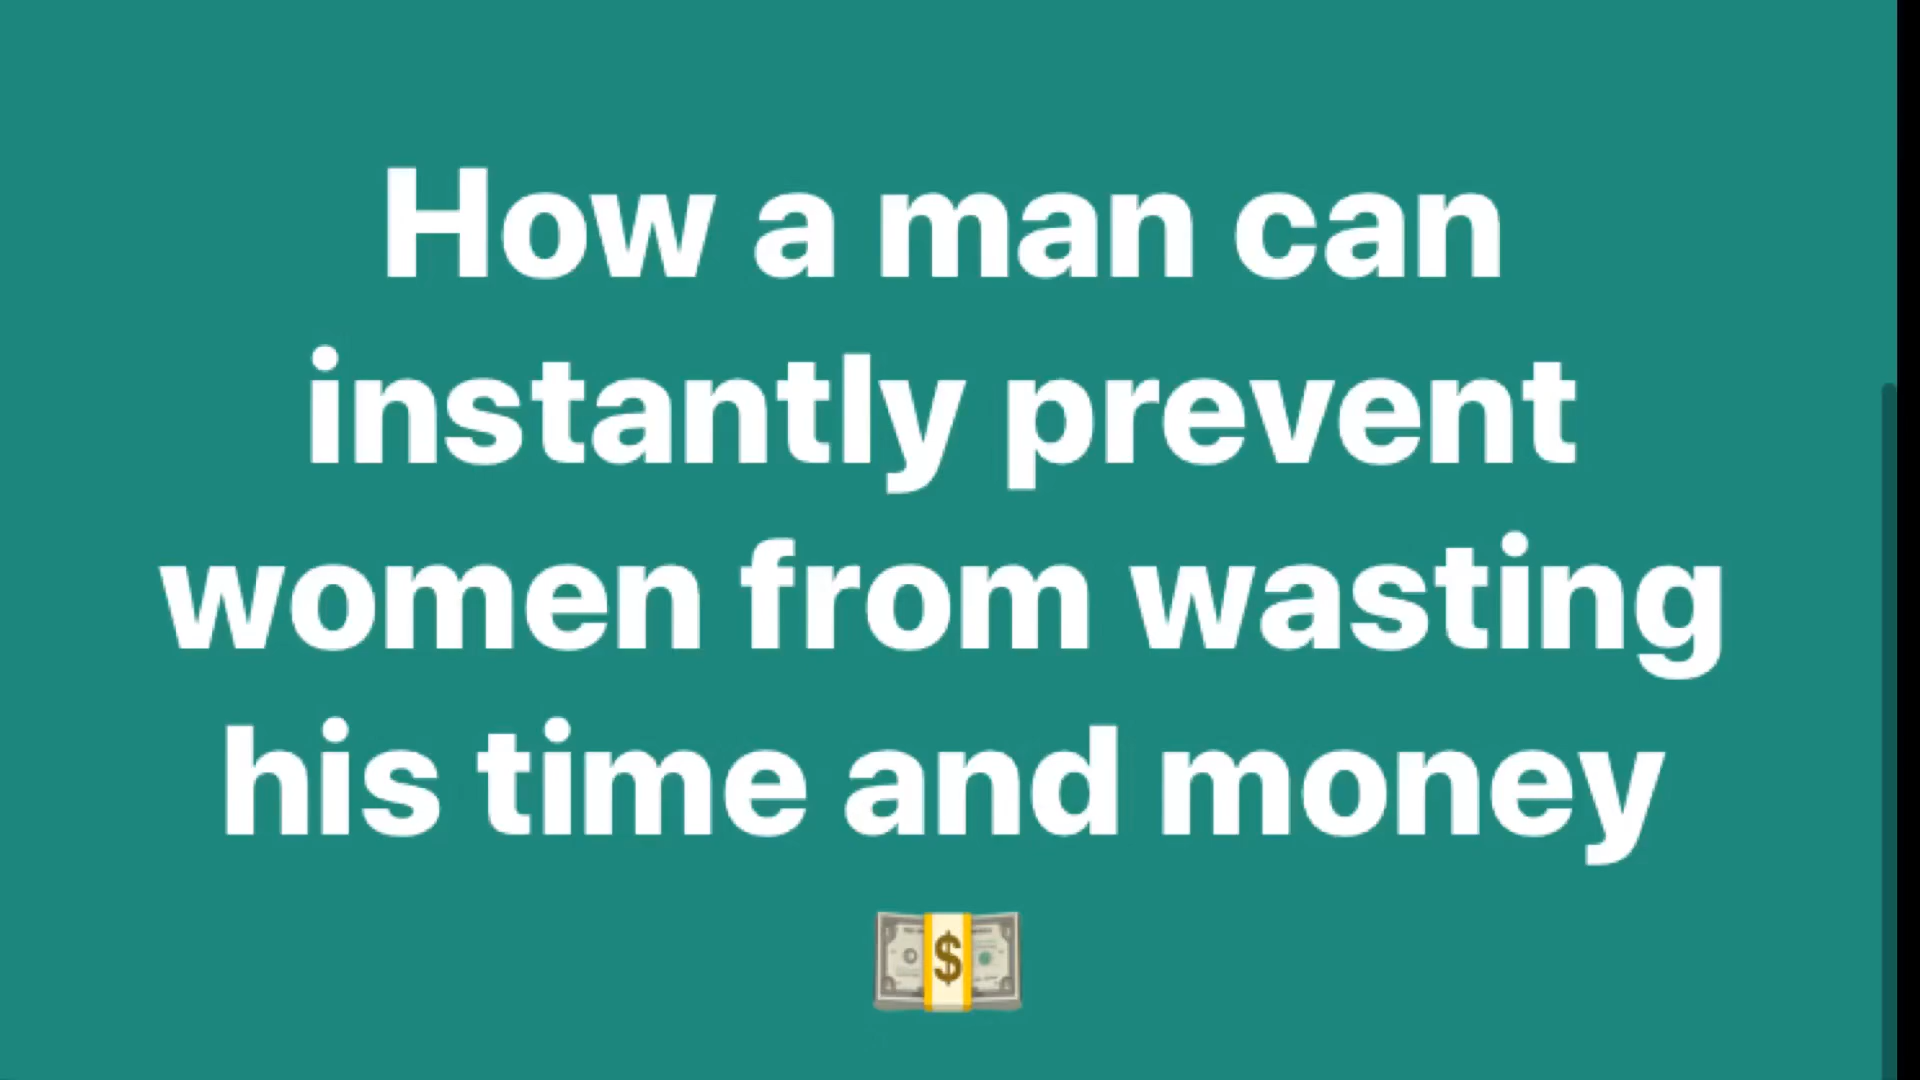 How a man can
instantly prevent
women from wasting
his time and money